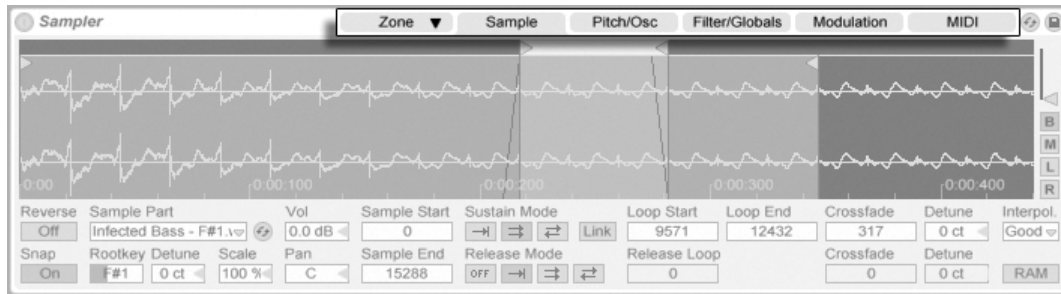 Sampler Zone Sample Pitch/Osc Filter/Globals Modulation MIDI
B
M
L
R
0:00 0:00:100 0:00:200 0:00:300 0:00:400
Reverse Sample Part Vol Sample Start Sustain Mode Loop Start Loop End Crossfade Detune Interpol.
Off Infected Bass - F#1. 0.0 dB 0 Link 9571 12432 317 0 ct Good
Snap Rootkey Detune Scale Pan Sample End Release Mode Release Loop Crossfade Detune
On F#1 0 ct 100 % C 15288 OFF 0 0 0 ct RAM